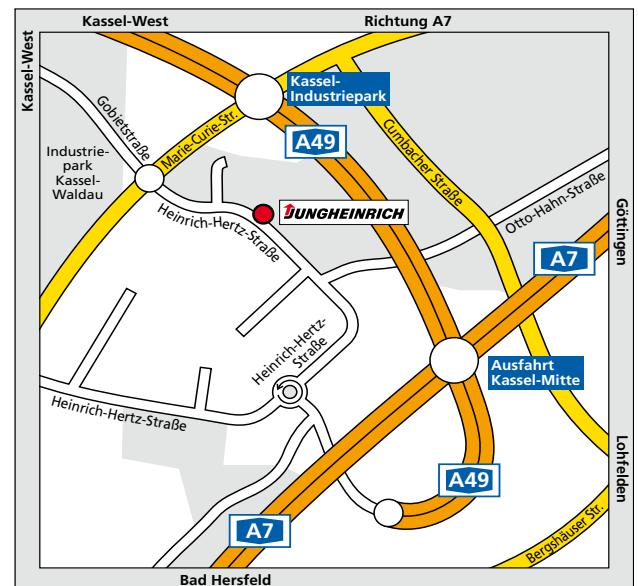 Kassel-West
Richtung A7
Kassel-West
Kassel-
Industriepark
A49
Gobietstraße
Marie-Curie-Str.
Cumbacher Straße
Industrie-
park
Kassel-
Waldau
Heinrich-Hertz-Straße
JUNGHEINRICH
Otto-Hahn-Straße
Göttingen
A7
Heinrich-Hertz-
Straße
Ausfahrt
Kassel-Mitte
Heinrich-Hertz-Straße
Lohfelden
A49
A7
Bergshäuser Str.
Bad Hersfeld